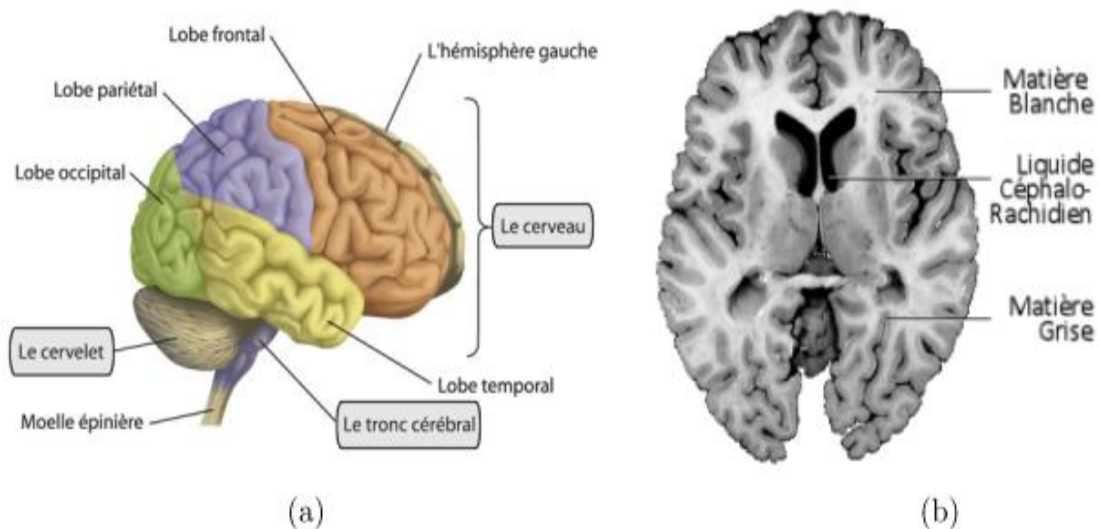 Lobe frontal
L'hémisphère gauche
Lobe pariétal
Lobe occipital
Le cerveau
Le cervelet
Lobe temporal
Moelle épinière
Le tronc cérébral
(a)
Matière
Blanche
Liquide
Céphalo-
Rachidien
Matière
Grise
(b)